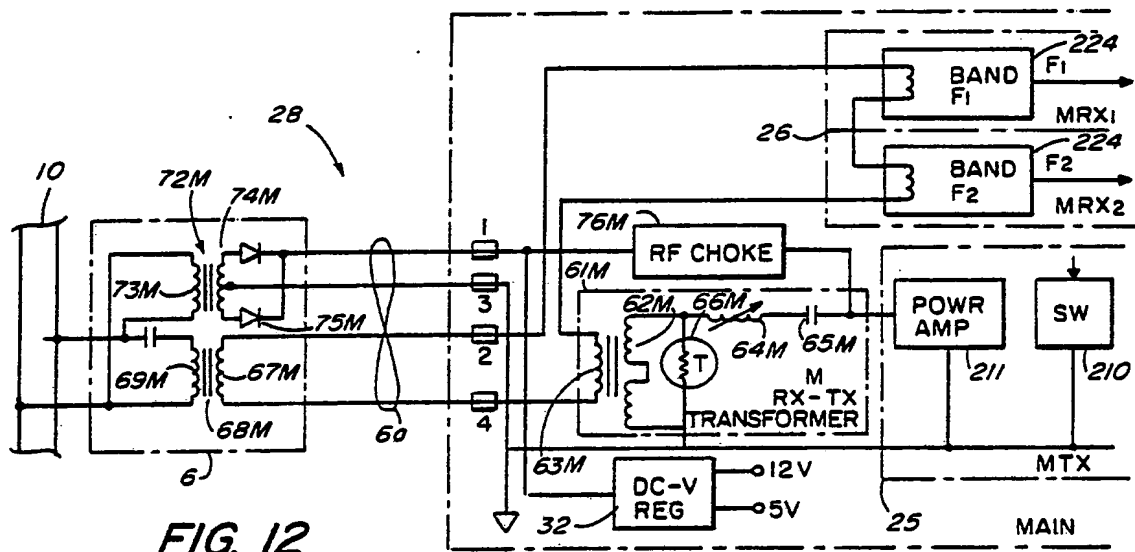 224
BAND F1
F1
MRX1
28
26
224
BAND F2
F2
MRX2
10
72M
74M
1
76M
RF CHOKE
3
61M
62M
66M
POWR AMP
SW
73M
75M
2
64M
65M
211
210
69M
67M
T
M
RX-TX
TRANSFORMER
4
68M
6a
63M
6
DC-V REG
12V
5V
MTX
32
25
MAIN
FIG. 12